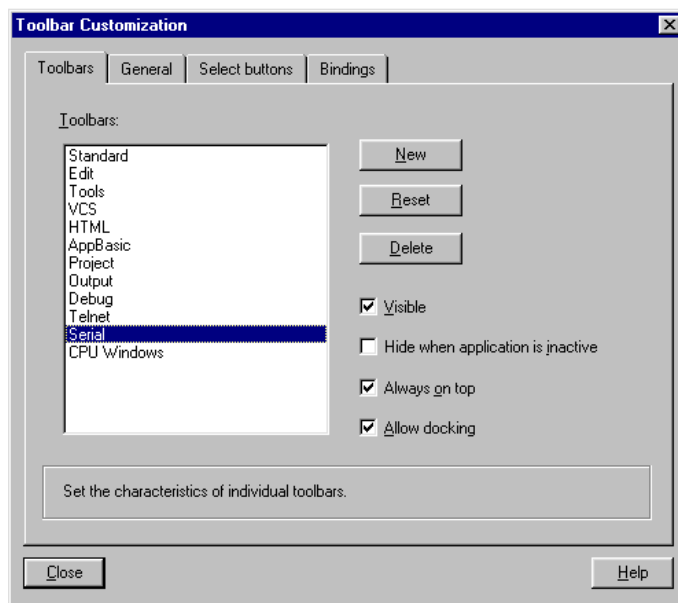 Toolbar Customization
Toolbars General Select buttons Bindings
Toolbars:
Standard
Edit
Tools
VCS
HTML
AppBasic
Project
Output
Debug
Telnet
Serial
CPU Windows
New
Reset
Delete
Visible
Hide when application is inactive
Always on top
Allow docking
Set the characteristics of individual toolbars.
Close
Help